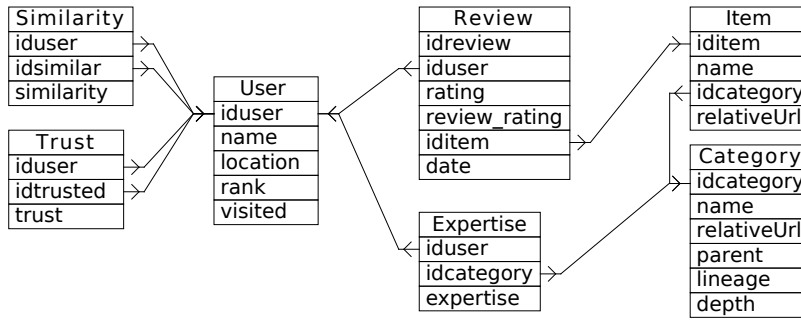 Similarity
iduser
idsimilar
similarity
Trust
iduser
idtrusted
trust
User
iduser
name
location
rank
visited
Review
idreview
iduser
rating
review_rating
iditem
date
Expertise
iduser
idcategory
expertise
Item
iditem
name
idcategory
relativeUrl
Category
idcategory
name
relativeUrl
parent
lineage
depth